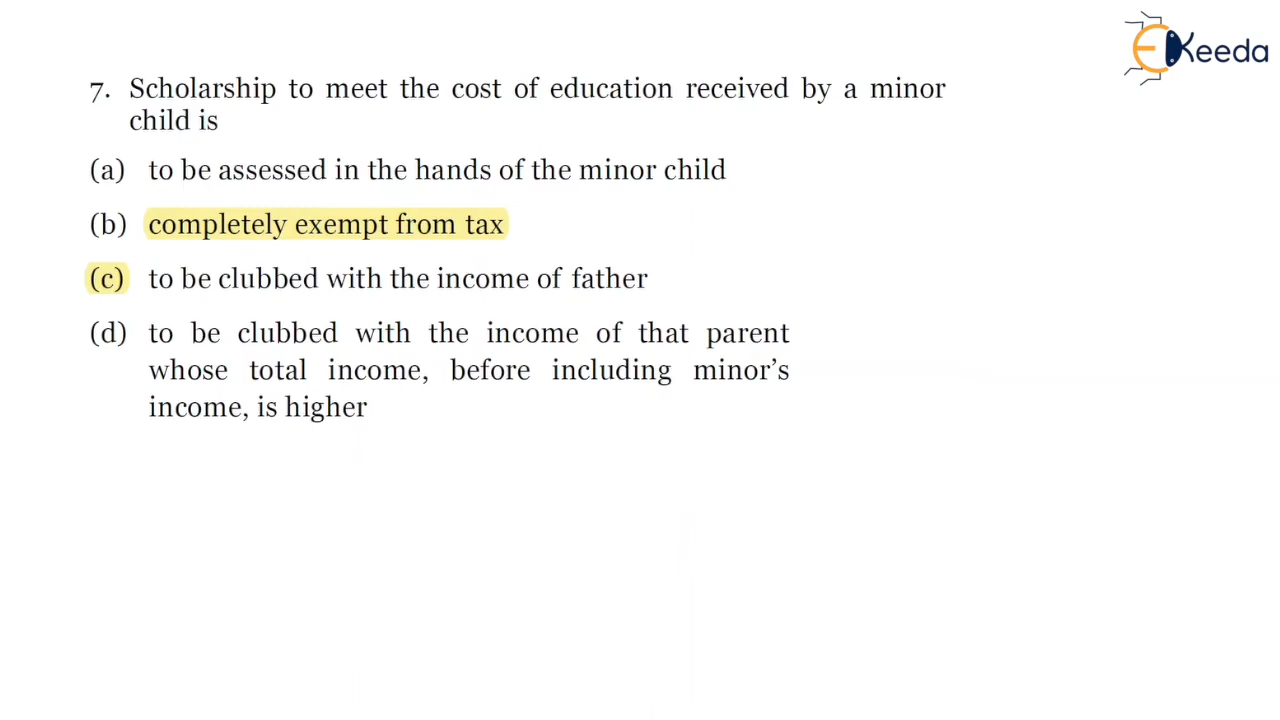 EKeeda
7. Scholarship to meet the cost of education received by a minor
child is
(a) to be assessed in the hands of the minor child
(b) completely exempt from tax
(c) to be clubbed with the income of father
(d) to be clubbed with the income of that parent
whose total income, before including minor's
income, is higher